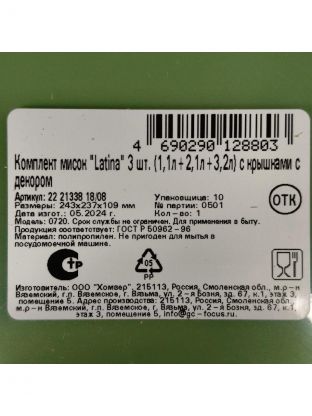 4 690290 128803
Комплект мисок "Latina" 3 шт. (1,1л+2,1л+3,2л) с крышками с
декором
Артикул: 22 21338 18/08 Упаковщица: 10
Размеры: 243х237х109 мм № партии: 0501
Дата изгот.: 05.2024 г. Кол-во: 1
Модель: 0720. Срок службы не ограничен. Для применения в быту.
Продукция соответствует: ГОСТ Р 50962-96
Материал: полипропилен. Не пригоден для мытья в
посудомоечной машине.
ОТК
05
PP
Изготовитель: ООО "Хомвер", 215113, Россия, Смоленская обл., м.р-н
Вяземский, г.п. Вяземское, г. Вязьма, ул. 2-я Бозня, зд. 67, к.1, этаж 3,
помещение 5. Адрес производства: 215113, Россия, Смоленская обл.,
м.р-н Вяземский, г.п. Вяземское, г. Вязьма, ул. 2-я Бозня, зд. 67, к.1,
этаж 3, помещение 5, info@gc-focus.ru